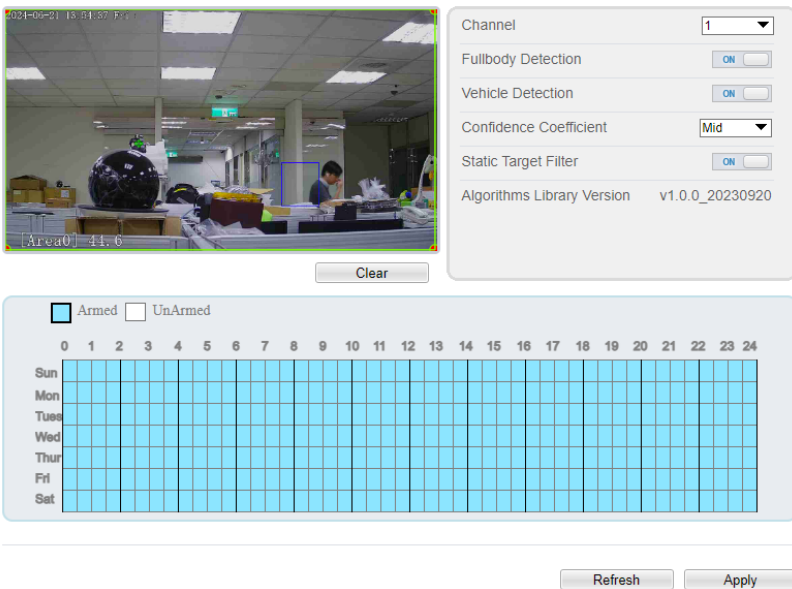 2024-06-21 13:54:37 Fri
[Area0] 44.6
Clear
Channel 1
Fullbody Detection ON
Vehicle Detection ON
Confidence Coefficient Mid
Static Target Filter ON
Algorithms Library Version v1.0.0_20230920
Armed UnArmed
0 1 2 3 4 5 6 7 8 9 10 11 12 13 14 15 16 17 18 19 20 21 22 23 24
Sun
Mon
Tues
Wed
Thur
Fri
Sat
Refresh Apply